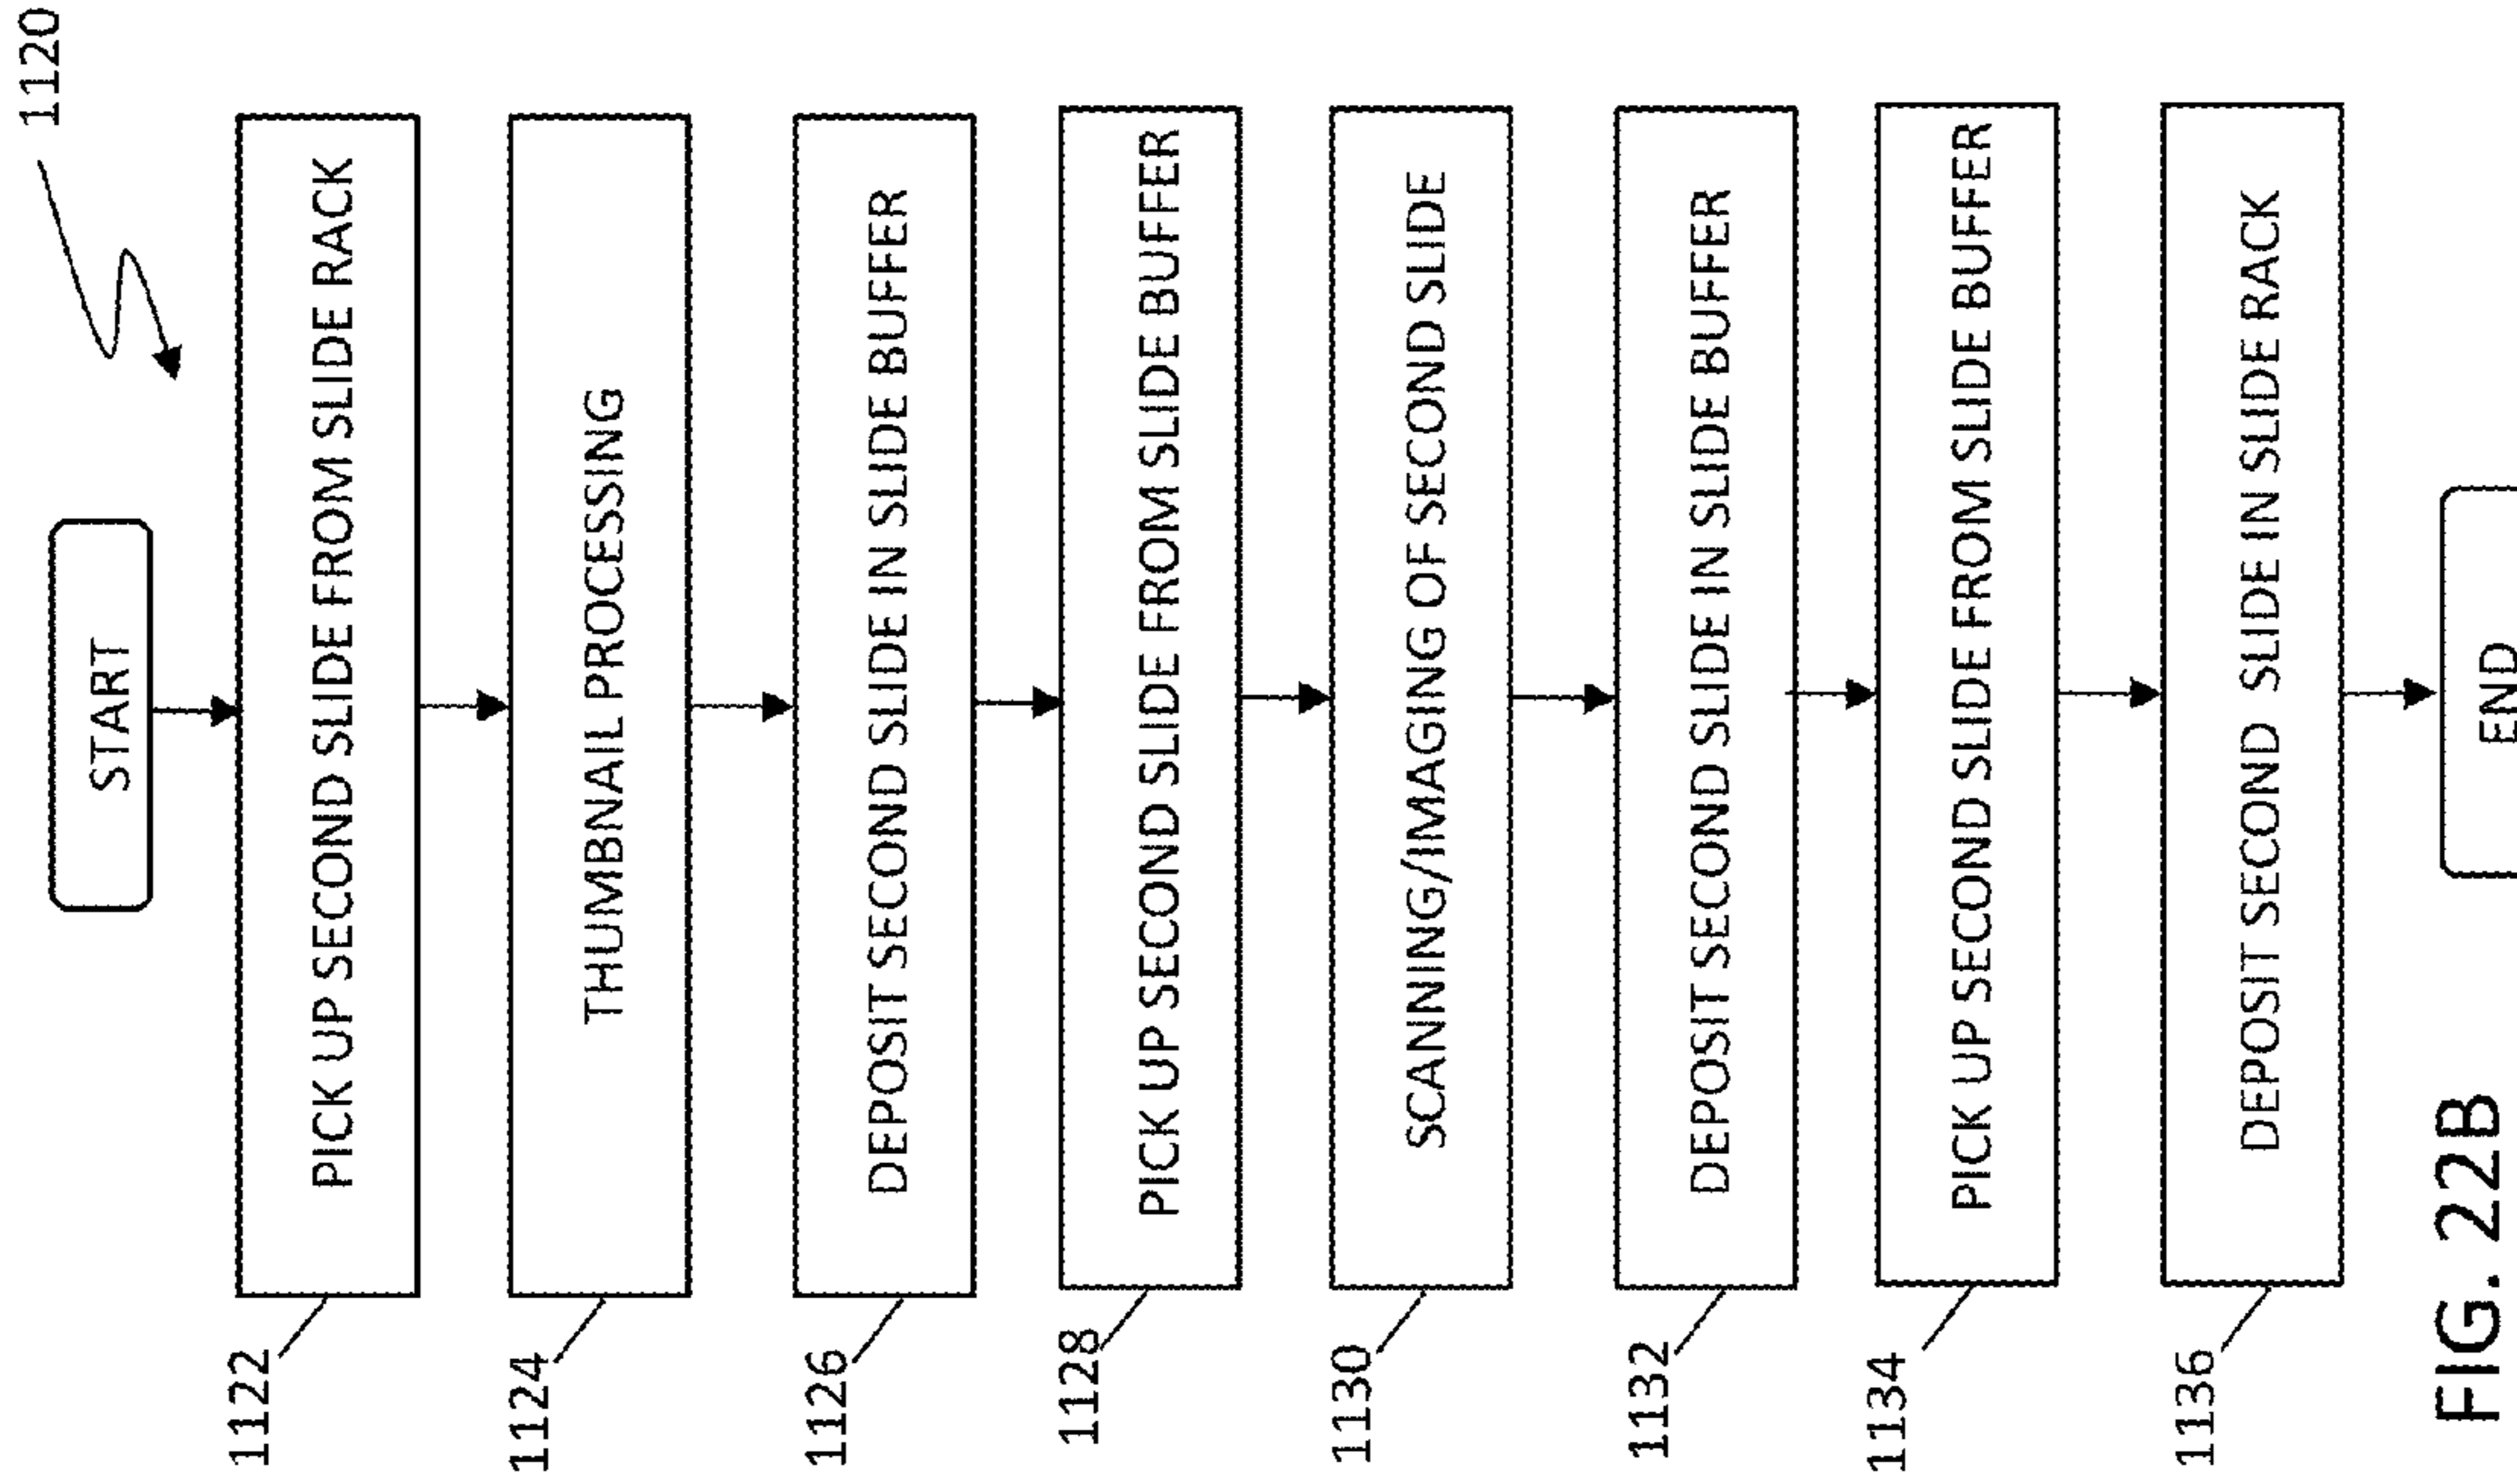 1120
START
1122
PICK UP SECOND SLIDE FROM SLIDE RACK
1124
THUMBNAIL PROCESSING
1126
DEPOSIT SECOND SLIDE IN SLIDE BUFFER
1128
PICK UP SECOND SLIDE FROM SLIDE BUFFER
1130
SCANNING/IMAGING OF SECOND SLIDE
1132
DEPOSIT SECOND SLIDE IN SLIDE BUFFER
1134
PICK UP SECOND SLIDE FROM SLIDE BUFFER
1136
DEPOSIT SECOND SLIDE IN SLIDE RACK
END
FIG. 22B